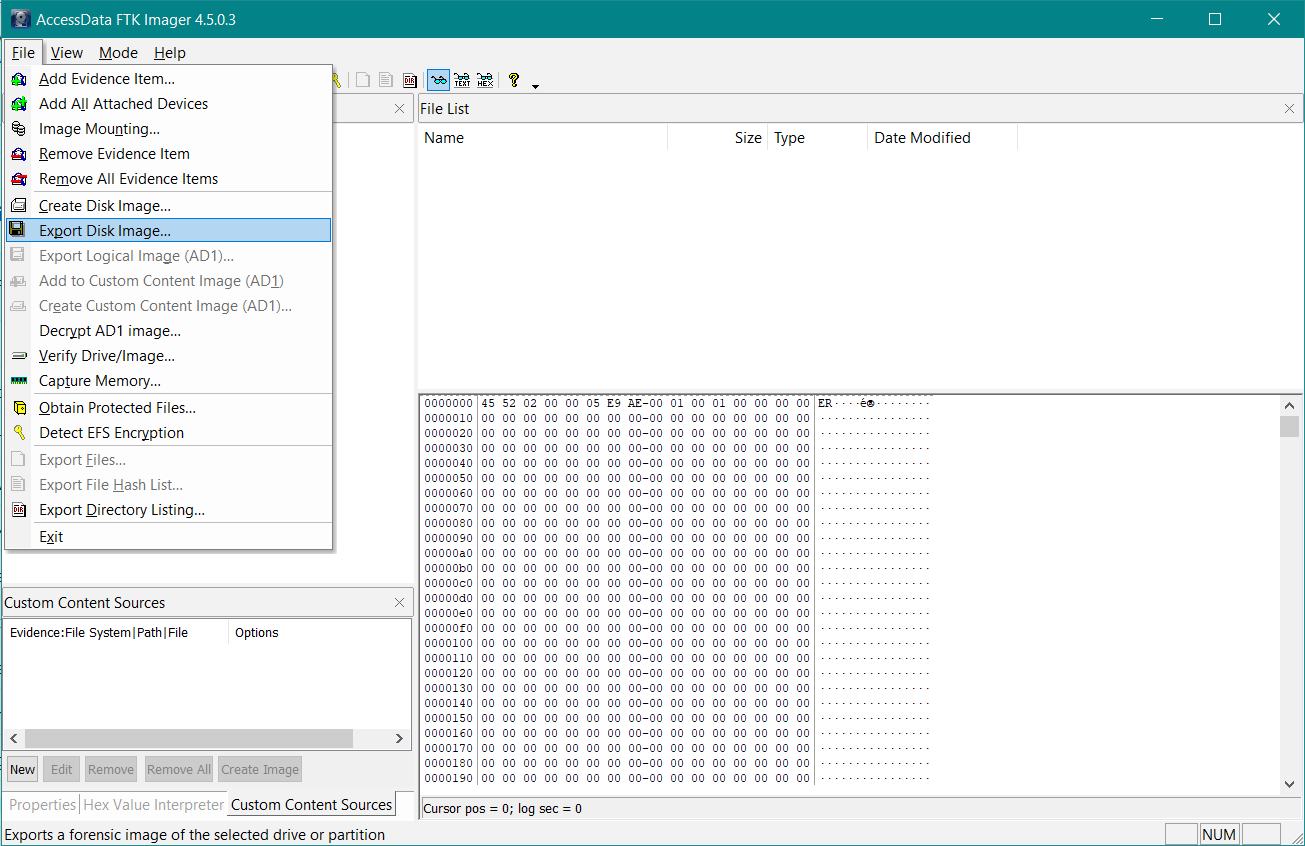 AccessData FTK Imager 4.5.0.3
File View Mode Help
Add Evidence Item...
Add All Attached Devices
Image Mounting...
Remove Evidence Item
Remove All Evidence Items
Create Disk Image...
Export Disk Image...
Export Logical Image (AD1)...
Add to Custom Content Image (AD1)
Create Custom Content Image (AD1)...
Decrypt AD1 image...
Verify Drive/Image...
Capture Memory...
Obtain Protected Files...
Detect EFS Encryption
Export Files...
Export File Hash List...
Export Directory Listing...
Exit
Custom Content Sources
Evidence:File System|Path|File Options
New Edit Remove Remove All Create Image
Properties Hex Value Interpreter Custom Content Sources
File List
Name Size Type Date Modified
0000000 45 52 02 00 00 05 E9 AE-00 01 00 01 00 00 00 00 ER····é®········
0000010 00 00 00 00 00 00 00 00-00 00 00 00 00 00 00 00 ················
0000020 00 00 00 00 00 00 00 00-00 00 00 00 00 00 00 00 ················
0000030 00 00 00 00 00 00 00 00-00 00 00 00 00 00 00 00 ················
0000040 00 00 00 00 00 00 00 00-00 00 00 00 00 00 00 00 ················
0000050 00 00 00 00 00 00 00 00-00 00 00 00 00 00 00 00 ················
0000060 00 00 00 00 00 00 00 00-00 00 00 00 00 00 00 00 ················
0000070 00 00 00 00 00 00 00 00-00 00 00 00 00 00 00 00 ················
0000080 00 00 00 00 00 00 00 00-00 00 00 00 00 00 00 00 ················
0000090 00 00 00 00 00 00 00 00-00 00 00 00 00 00 00 00 ················
00000a0 00 00 00 00 00 00 00 00-00 00 00 00 00 00 00 00 ················
00000b0 00 00 00 00 00 00 00 00-00 00 00 00 00 00 00 00 ················
00000c0 00 00 00 00 00 00 00 00-00 00 00 00 00 00 00 00 ················
00000d0 00 00 00 00 00 00 00 00-00 00 00 00 00 00 00 00 ················
00000e0 00 00 00 00 00 00 00 00-00 00 00 00 00 00 00 00 ················
00000f0 00 00 00 00 00 00 00 00-00 00 00 00 00 00 00 00 ················
0000100 00 00 00 00 00 00 00 00-00 00 00 00 00 00 00 00 ················
0000110 00 00 00 00 00 00 00 00-00 00 00 00 00 00 00 00 ················
0000120 00 00 00 00 00 00 00 00-00 00 00 00 00 00 00 00 ················
0000130 00 00 00 00 00 00 00 00-00 00 00 00 00 00 00 00 ················
0000140 00 00 00 00 00 00 00 00-00 00 00 00 00 00 00 00 ················
0000150 00 00 00 00 00 00 00 00-00 00 00 00 00 00 00 00 ················
0000160 00 00 00 00 00 00 00 00-00 00 00 00 00 00 00 00 ················
0000170 00 00 00 00 00 00 00 00-00 00 00 00 00 00 00 00 ················
0000180 00 00 00 00 00 00 00 00-00 00 00 00 00 00 00 00 ················
0000190 00 00 00 00 00 00 00 00-00 00 00 00 00 00 00 00 ················
Cursor pos = 0; log sec = 0
Exports a forensic image of the selected drive or partition
NUM